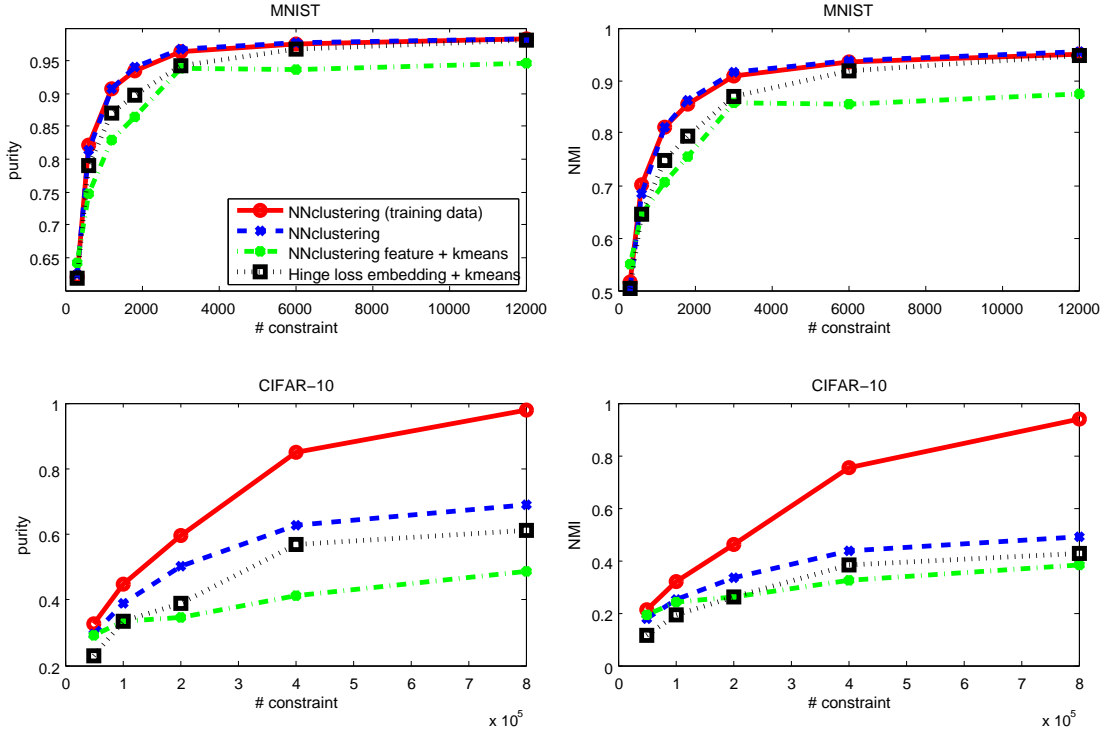 MNIST
0.95
0.9
0.85
0.8
0.75
0.7
0.65
purity
0 2000 4000 6000 8000 10000 12000
# constraint
NNclustering (training data)
NNclustering
NNclustering feature + kmeans
Hinge loss embedding + kmeans
MNIST
1
0.9
0.8
0.7
0.6
0.5
NMI
0 2000 4000 6000 8000 10000 12000
# constraint
CIFAR−10
1
0.8
0.6
0.4
0.2
purity
0 1 2 3 4 5 6 7 8
# constraint
x 10^5
CIFAR−10
1
0.8
0.6
0.4
0.2
0
NMI
0 1 2 3 4 5 6 7 8
# constraint
x 10^5